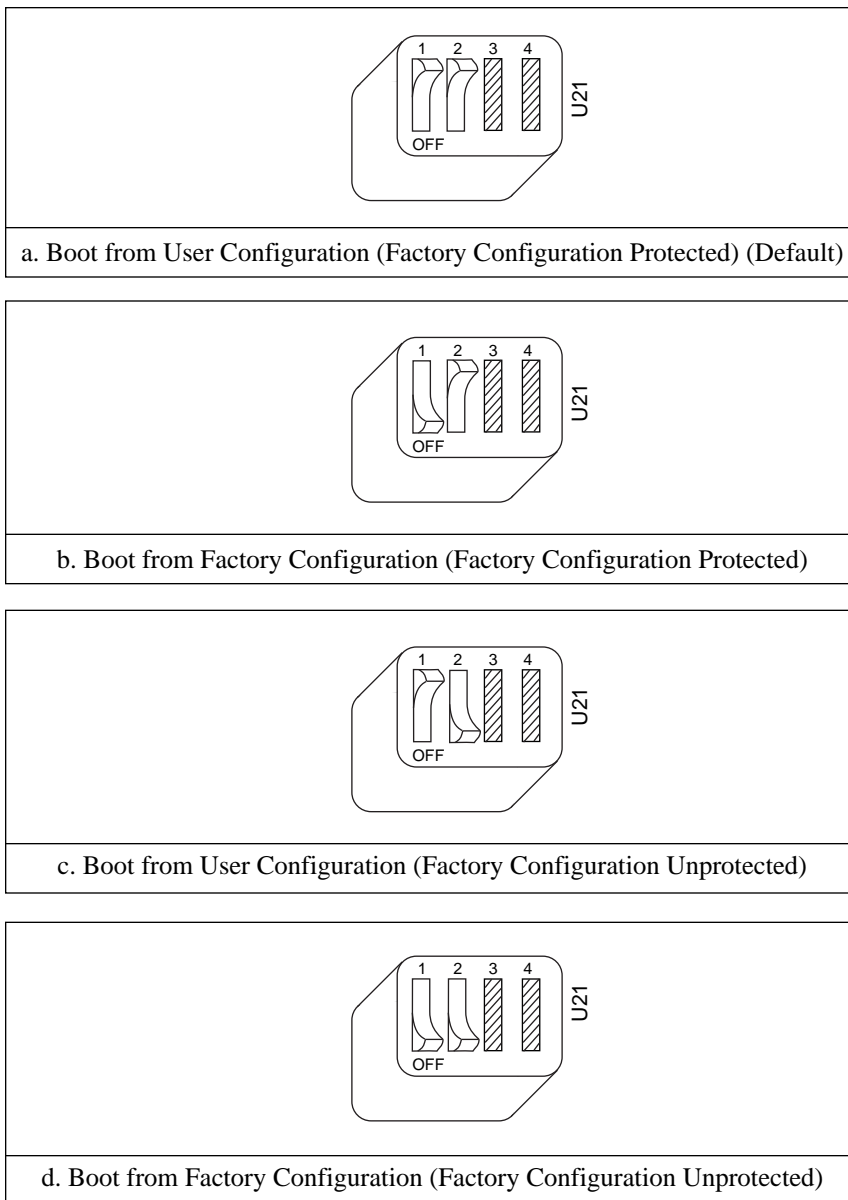 1 2 3 4
OFF
U21
a. Boot from User Configuration (Factory Configuration Protected) (Default)
1 2 3 4
OFF
U21
b. Boot from Factory Configuration (Factory Configuration Protected)
1 2 3 4
OFF
U21
c. Boot from User Configuration (Factory Configuration Unprotected)
1 2 3 4
OFF
U21
d. Boot from Factory Configuration (Factory Configuration Unprotected)